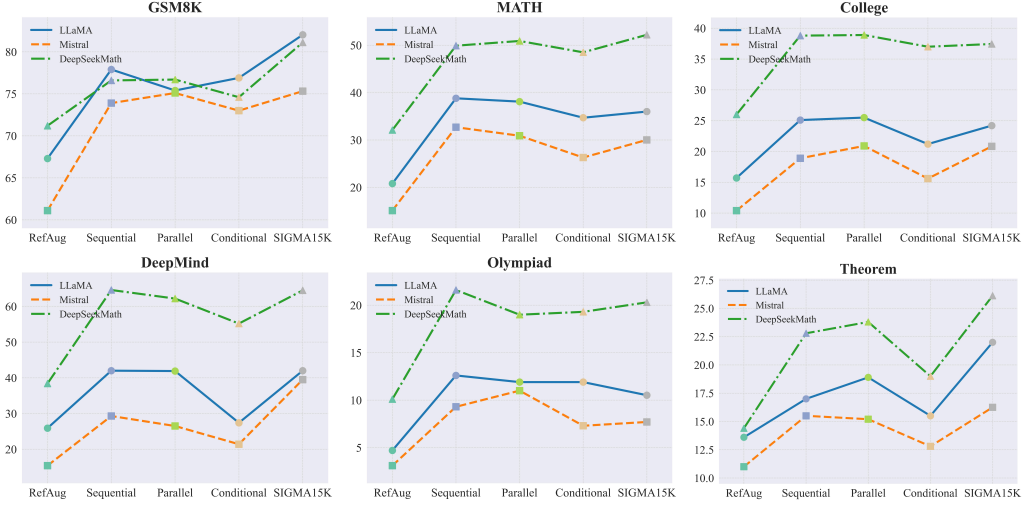 GSM8K
LLaMA
Mistral
DeepSeekMath
80
75
70
65
60
RefAug Sequential Parallel Conditional SIGMA15K
MATH
LLaMA
Mistral
DeepSeekMath
50
40
30
20
RefAug Sequential Parallel Conditional SIGMA15K
College
LLaMA
Mistral
DeepSeekMath
40
35
30
25
20
15
10
RefAug Sequential Parallel Conditional SIGMA15K
DeepMind
LLaMA
Mistral
DeepSeekMath
60
50
40
30
20
RefAug Sequential Parallel Conditional SIGMA15K
Olympiad
LLaMA
Mistral
DeepSeekMath
20
15
10
5
RefAug Sequential Parallel Conditional SIGMA15K
Theorem
LLaMA
Mistral
DeepSeekMath
27.5
25.0
22.5
20.0
17.5
15.0
12.5
10.0
RefAug Sequential Parallel Conditional SIGMA15K